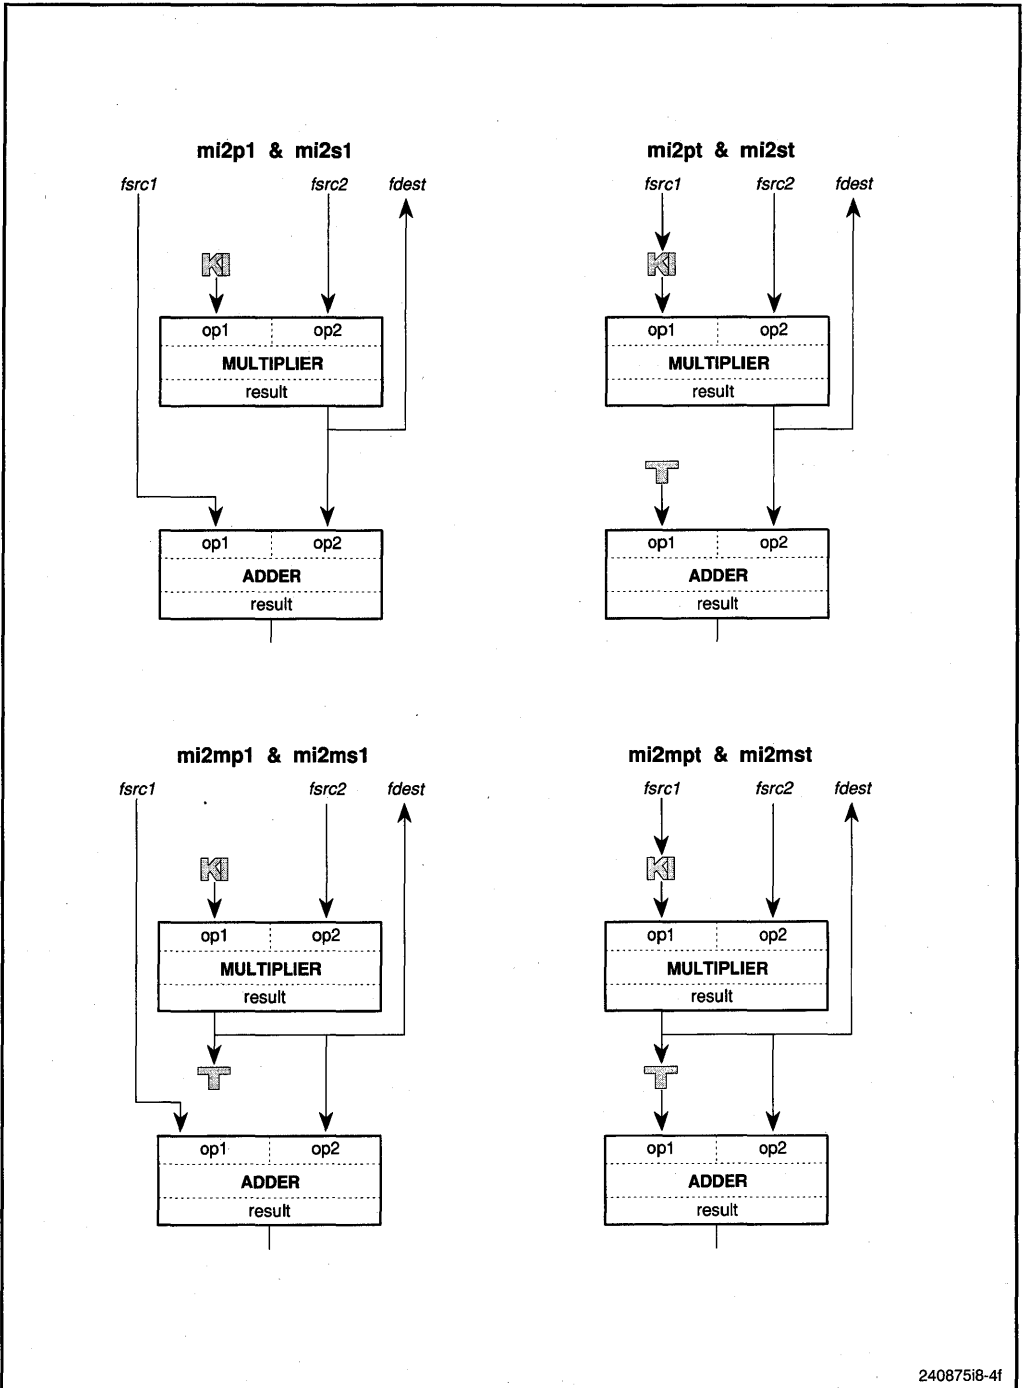 mi2p1 & mi2s1
fsrc1 fsrc2 fdest
KI
op1 op2
MULTIPLIER
result
op1 op2
ADDER
result
mi2pt & mi2st
fsrc1 fsrc2 fdest
KI
op1 op2
MULTIPLIER
result
T
op1 op2
ADDER
result
mi2mp1 & mi2ms1
fsrc1 fsrc2 fdest
KI
op1 op2
MULTIPLIER
result
T
op1 op2
ADDER
result
mi2mpt & mi2mst
fsrc1 fsrc2 fdest
KI
op1 op2
MULTIPLIER
result
T
op1 op2
ADDER
result
240875i8-4f